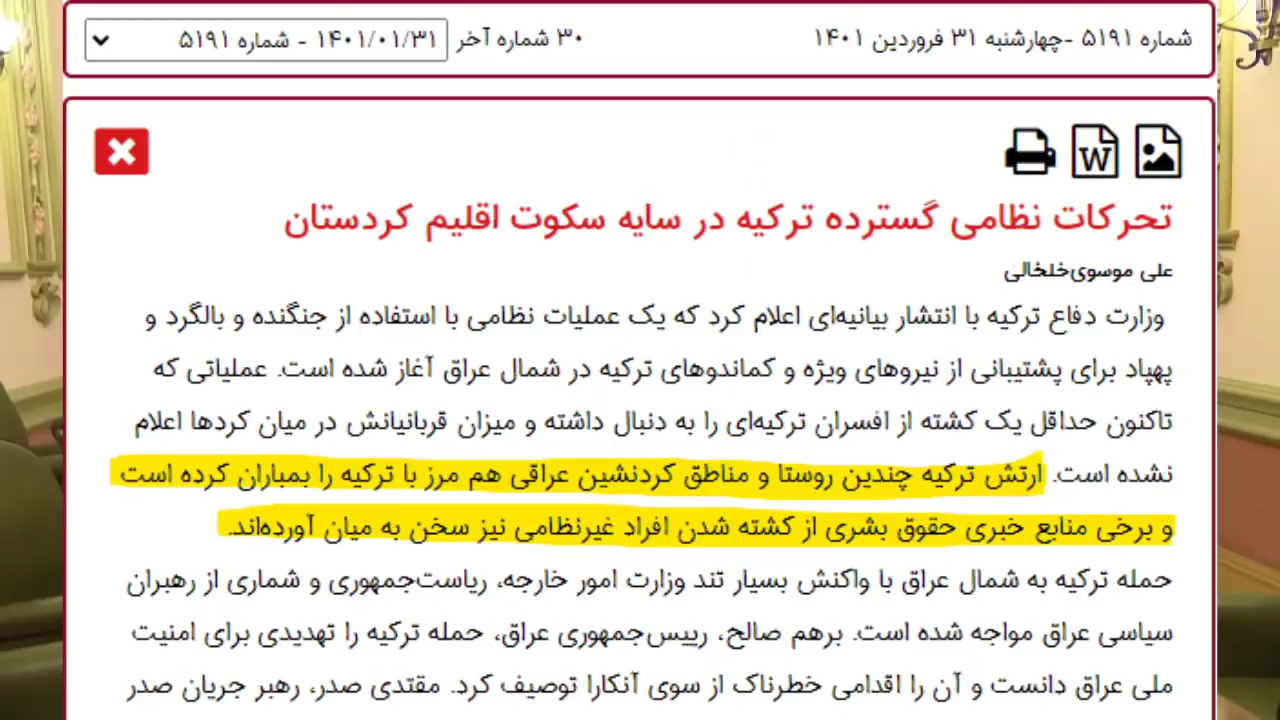 شماره ۵۱۹۱ -چهارشنبه ۳۱ فروردین ۱۴۰۱
۳۰ شماره آخر
۱۴۰۱/۰۱/۳۱ - شماره ۵۱۹۱
W
تحرکات نظامی گسترده ترکیه در سایه سکوت اقلیم کردستان
علی موسوی‌خلخالی
وزارت دفاع ترکیه با انتشار بیانیه‌ای اعلام کرد که یک عملیات نظامی با استفاده از جنگنده و بالگرد و
پهپاد برای پشتیبانی از نیروهای ویژه و کماندوهای ترکیه در شمال عراق آغاز شده است. عملیاتی که
تاکنون حداقل یک کشته از افسران ترکیه‌ای را به دنبال داشته و میزان قربانیانش در میان کردها اعلام
نشده است. ارتش ترکیه چندین روستا و مناطق کردنشین عراقی هم مرز با ترکیه را بمباران کرده است
و برخی منابع خبری حقوق بشری از کشته شدن افراد غیرنظامی نیز سخن به میان آورده‌اند.
حمله ترکیه به شمال عراق با واکنش بسیار تند وزارت امور خارجه، ریاست‌جمهوری و شماری از رهبران
سیاسی عراق مواجه شده است. برهم صالح، رییس‌جمهوری عراق، حمله ترکیه را تهدیدی برای امنیت
ملی عراق دانست و آن را اقدامی خطرناک از سوی آنکارا توصیف کرد. مقتدی صدر، رهبر جریان صدر